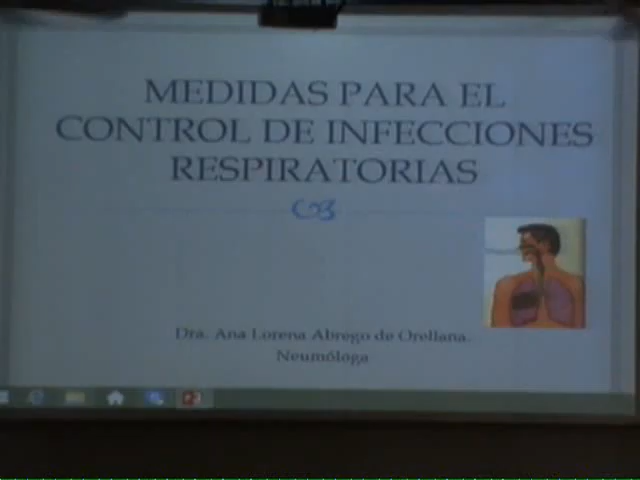 MEDIDAS PARA EL
CONTROL DE INFECCIONES
RESPIRATORIAS
Dra. Ana Lorena Abrego de Orellana.
Neumóloga